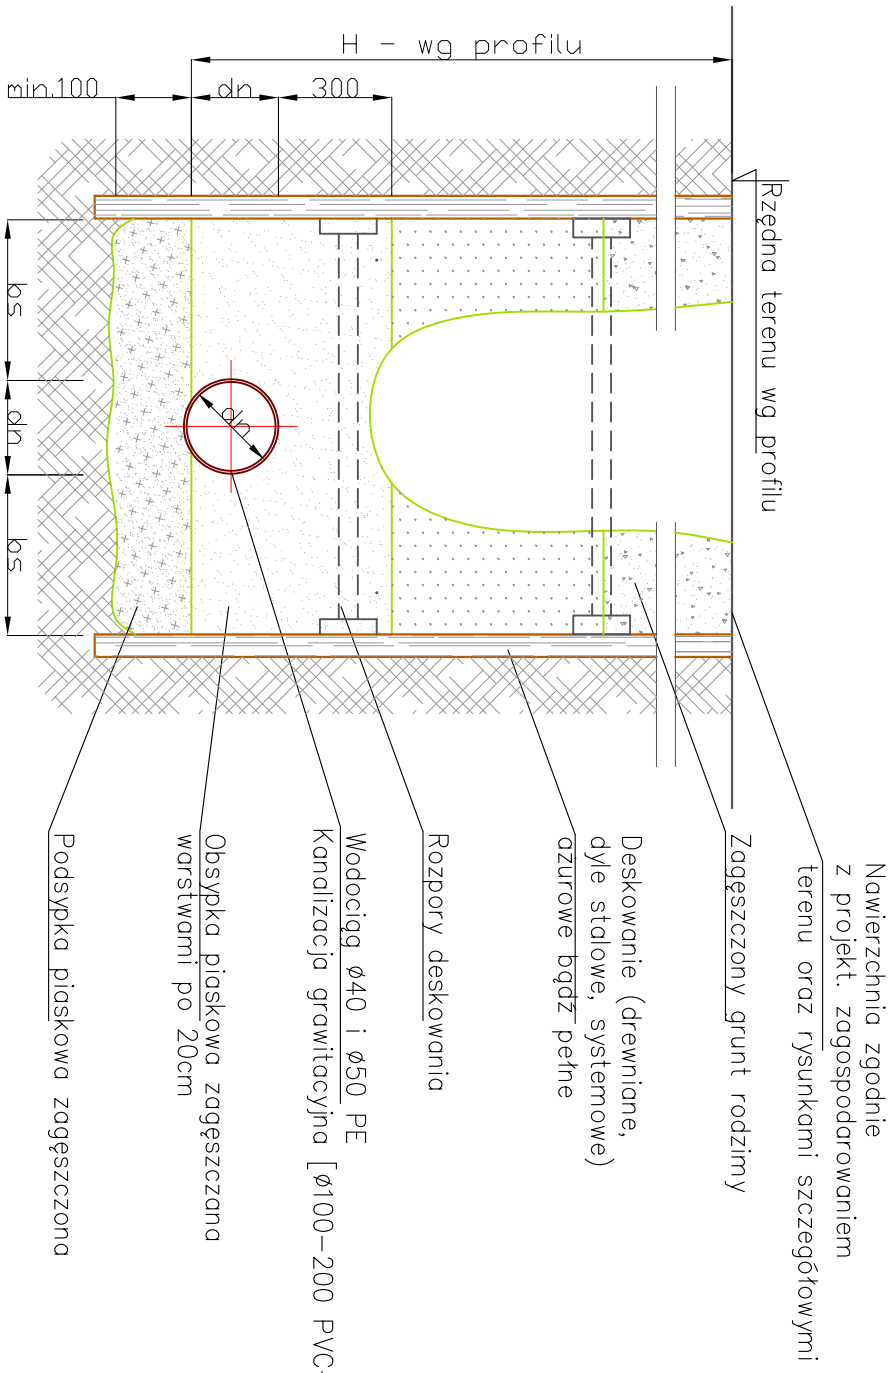 H - wg profilu
min.100
dn
300
Rzędna terenu wg profilu
bs
dn
bs
dn
Nawierzchnia zgodnie
z projekt. zagospodarowaniem
terenu oraz rysunkami szczegółowymi
Zagęszczony grunt rodzimy
Deskowanie (drewniane,
dyle stalowe, systemowe)
ażurowe bądź pełne
Rozpory deskowania
Wodociąg ø40 i ø50 PE
Kanalizacja grawitacyjna [ø100-200 PVC-
Obsypka piaskowa zagęszczana
warstwami po 20cm
Podsypka piaskowa zagęszczona